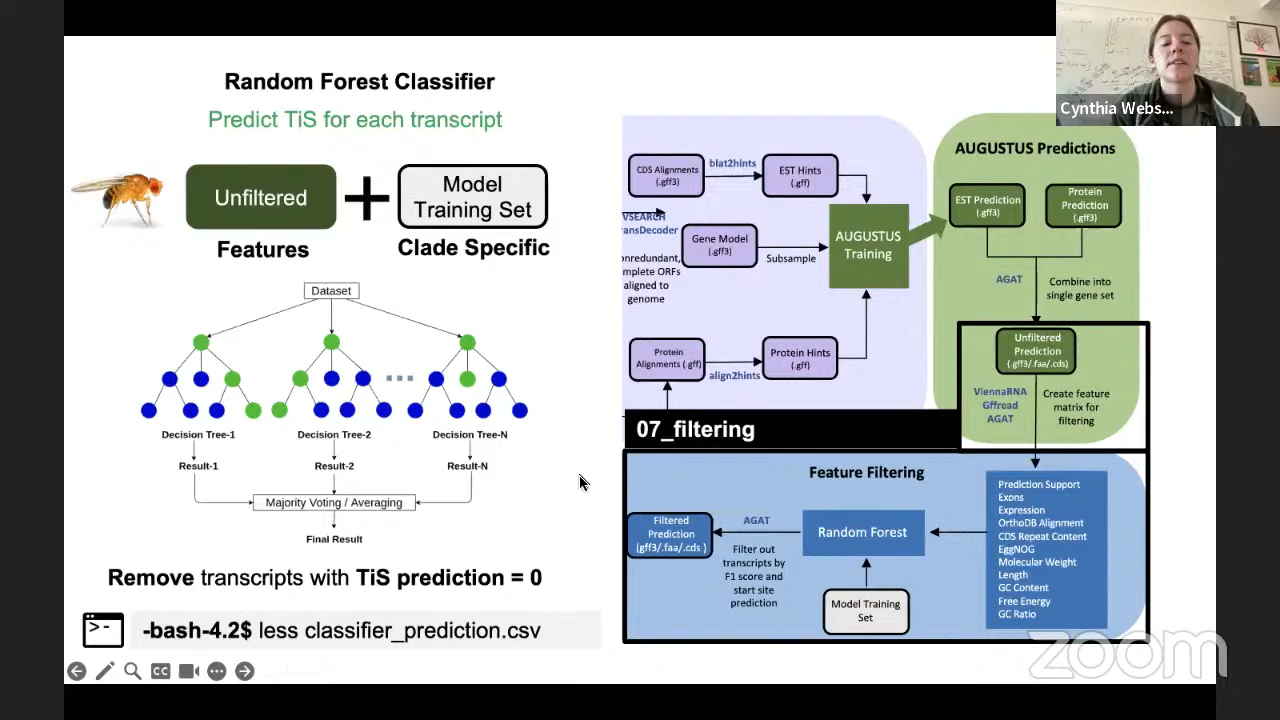 Cynthia Webs...
Random Forest Classifier
Predict TiS for each transcript
Unfiltered
+
Model
Training Set
Features
Clade Specific
Dataset
Decision Tree-1
Decision Tree-2
Decision Tree-N
Result-1
Result-2
Result-N
Majority Voting / Averaging
Final Result
Remove transcripts with TiS prediction = 0
>-
-bash-4.2$ less classifier_prediction.csv
CC
CDS Alignments
(.gff3)
blat2hints
EST Hints
(.gff)
VSEARCH
ransDecoder
onredundant,
mplete ORFs
aligned to
genome
Gene Model
(.gff3)
Subsample
AUGUSTUS
Training
Protein
Alignments (.gff)
align2hints
Protein Hints
(.gff)
AUGUSTUS Predictions
EST Prediction
(.gff3)
Protein
Prediction
(.gff3)
AGAT
Combine into
single gene set
Unfiltered
Prediction
(.gff3/.faa/.cds)
ViennaRNA
Gffread
AGAT
Create feature
matrix for
filtering
07_filtering
Feature Filtering
Prediction Support
Exons
Expression
OrthoDB Alignment
CDS Repeat Content
EggNOG
Molecular Weight
Length
GC Content
Free Energy
GC Ratio
Random Forest
Model Training
Set
AGAT
Filter out
transcripts by
F1 score and
start site
prediction
Filtered
Prediction
(gff3/.faa/.cds )
zoom